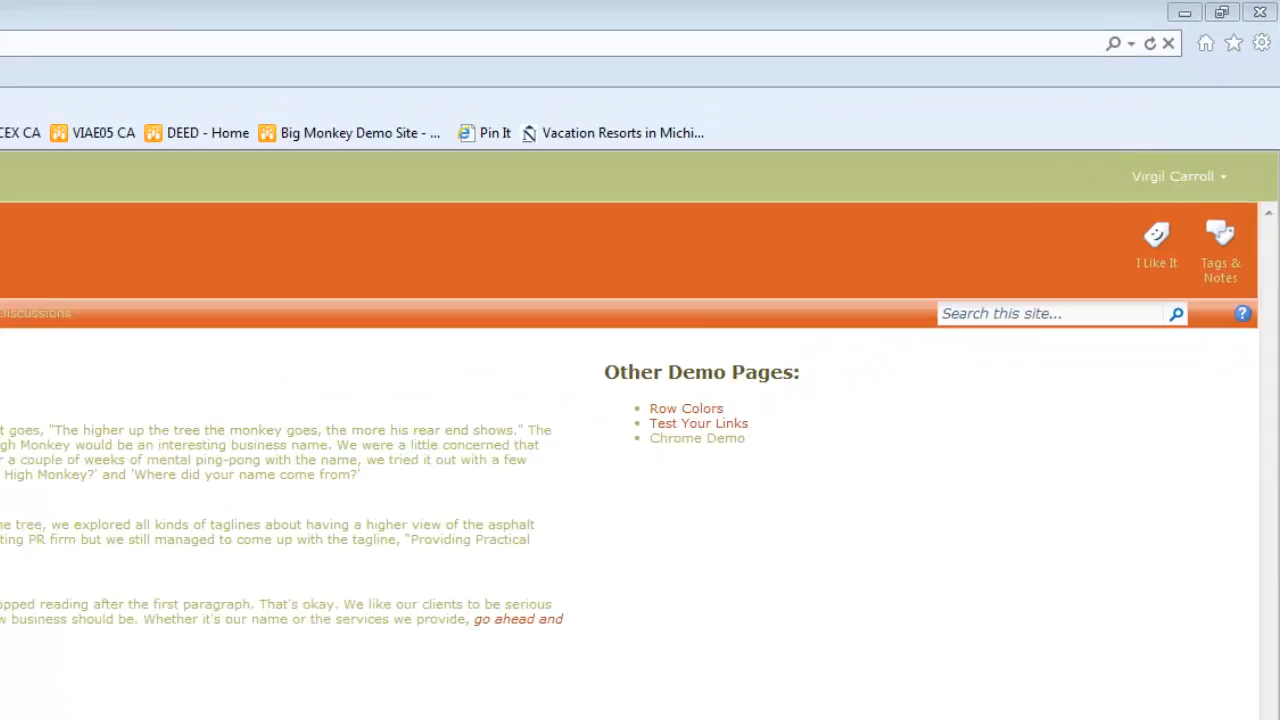 CEX CA VIAE05 CA DEED - Home Big Monkey Demo Site - ... Pin It Vacation Resorts in Michi...
Virgil Carroll
I Like It
Tags &
Notes
Discussions
Search this site...
?
Other Demo Pages:
Row Colors
Test Your Links
Chrome Demo
t goes, "The higher up the tree the monkey goes, the more his rear end shows." The
gh Monkey would be an interesting business name. We were a little concerned that
r a couple of weeks of mental ping-pong with the name, we tried it out with a few
High Monkey?' and 'Where did your name come from?'
ne tree, we explored all kinds of taglines about having a higher view of the asphalt
ting PR firm but we still managed to come up with the tagline, "Providing Practical
opped reading after the first paragraph. That's okay. We like our clients to be serious
w business should be. Whether it's our name or the services we provide, go ahead and